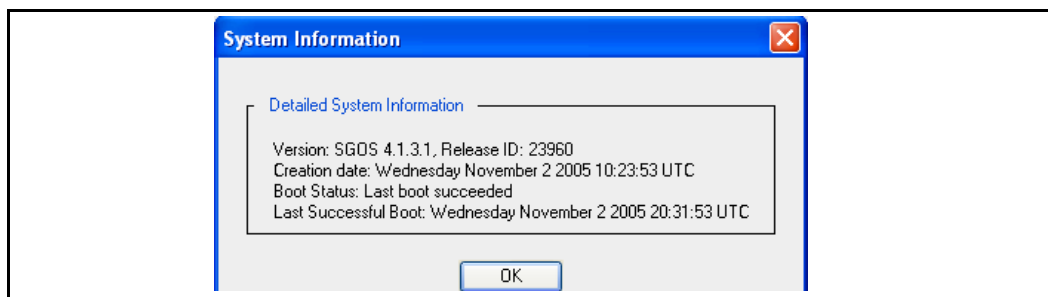 System Information
Detailed System Information
Version: SGOS 4.1.3.1, Release ID: 23960
Creation date: Wednesday November 2 2005 10:23:53 UTC
Boot Status: Last boot succeeded
Last Successful Boot: Wednesday November 2 2005 20:31:53 UTC
OK